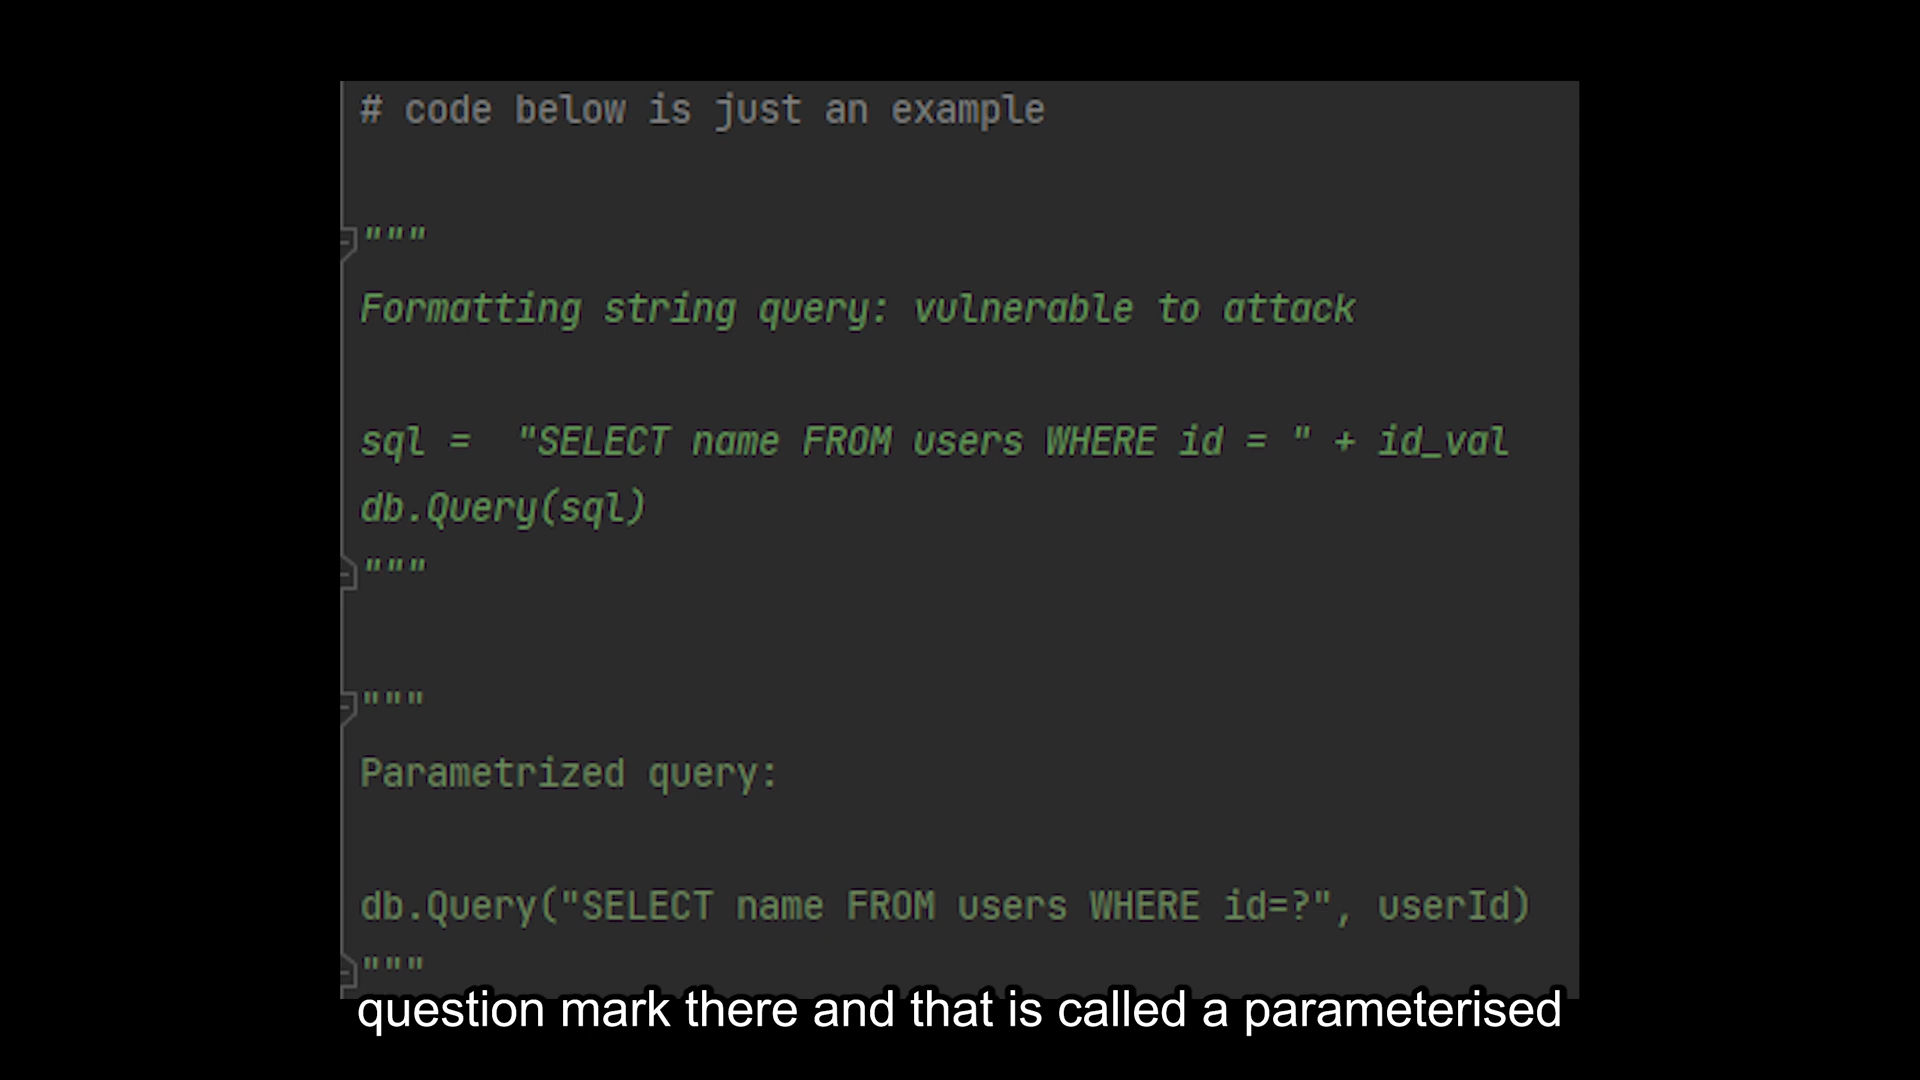 # code below is just an example
"""
Formatting string query: vulnerable to attack
sql =  "SELECT name FROM users WHERE id = " + id_val
db.Query(sql)
"""
"""
Parametrized query:
db.Query("SELECT name FROM users WHERE id=?", userId)
"""
question mark there and that is called a parameterised